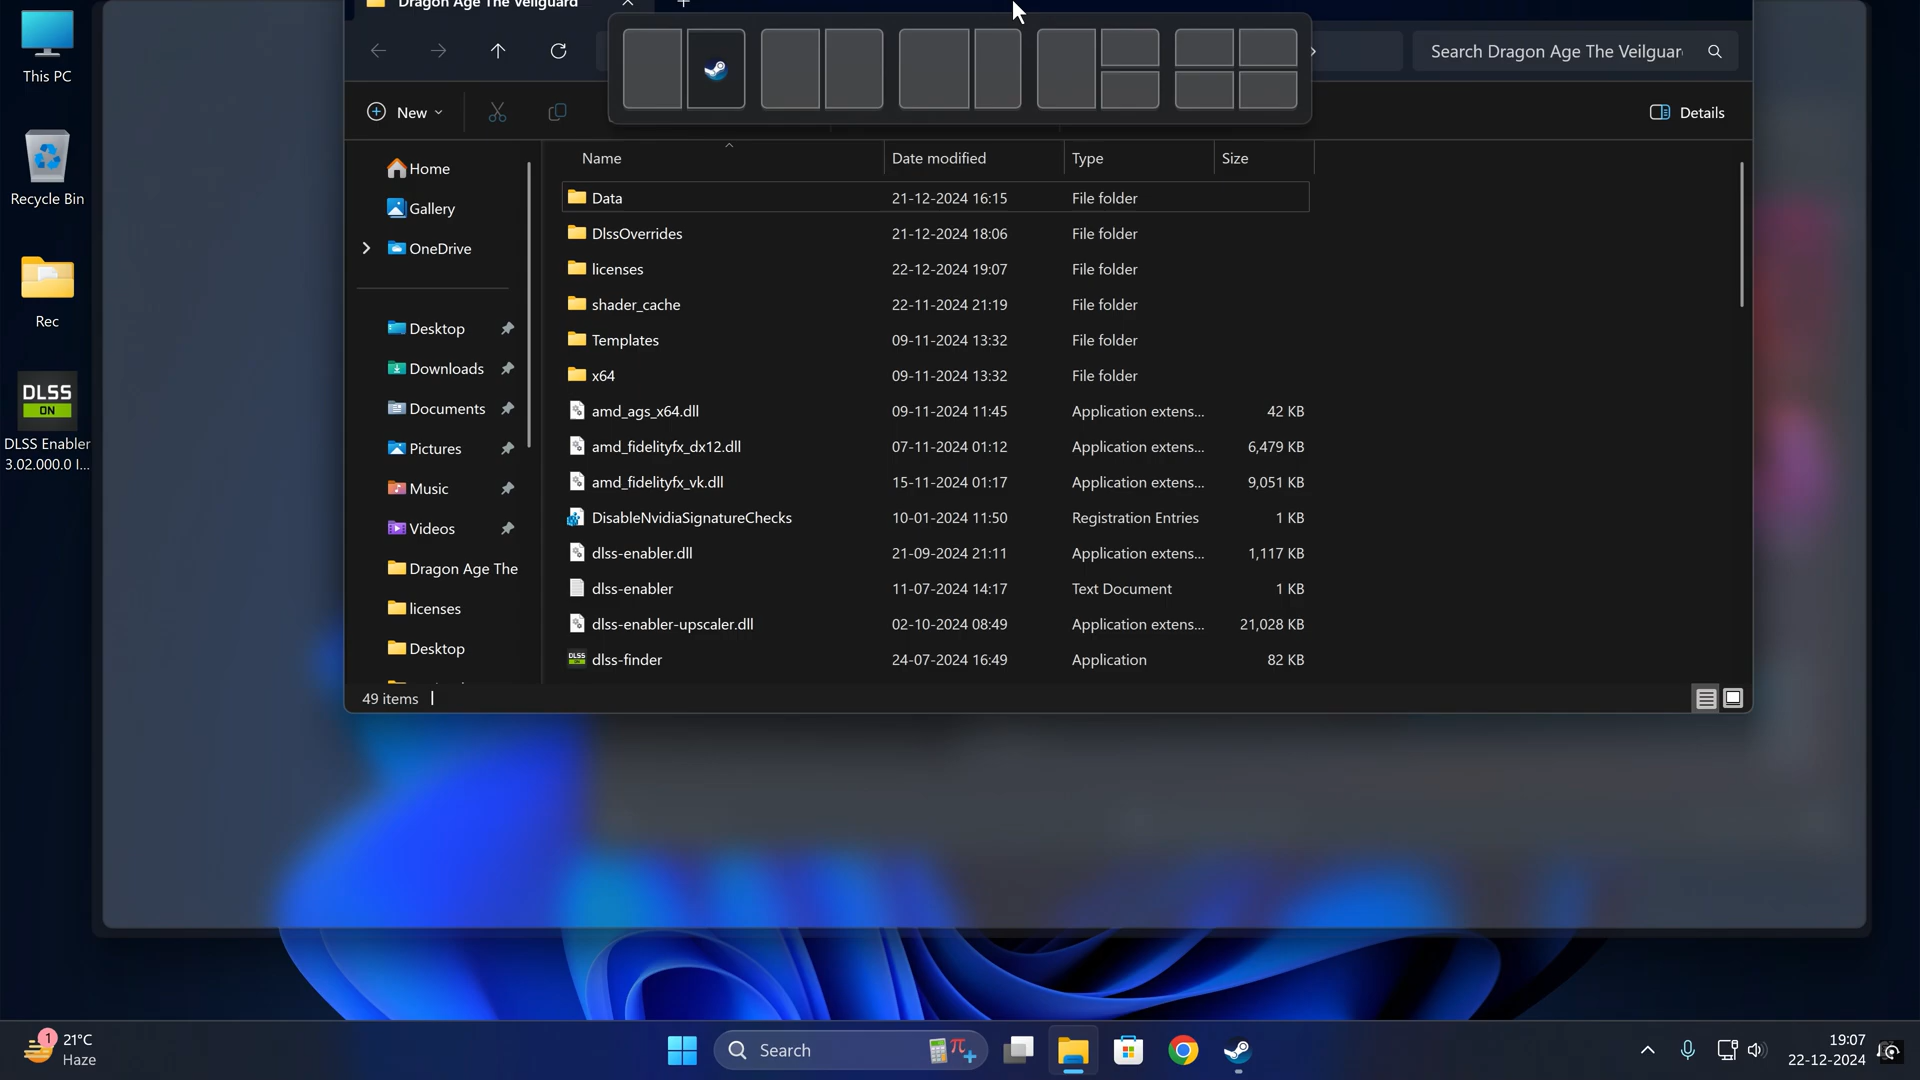 This PC
Recycle Bin
Rec
DLSS
ON
DLSS Enabler
3.02.000.0 I...
Dragon Age The Veilguard
Search Dragon Age The Veilguar
New
Details
Name Date modified Type Size
Home
Gallery
OneDrive
Desktop
Downloads
Documents
Pictures
Music
Videos
Dragon Age The
licenses
Desktop
Data 21-12-2024 16:15 File folder
DlssOverrides 21-12-2024 18:06 File folder
licenses 22-12-2024 19:07 File folder
shader_cache 22-11-2024 21:19 File folder
Templates 09-11-2024 13:32 File folder
x64 09-11-2024 13:32 File folder
amd_ags_x64.dll 09-11-2024 11:45 Application extens... 42 KB
amd_fidelityfx_dx12.dll 07-11-2024 01:12 Application extens... 6,479 KB
amd_fidelityfx_vk.dll 15-11-2024 01:17 Application extens... 9,051 KB
DisableNvidiaSignatureChecks 10-01-2024 11:50 Registration Entries 1 KB
dlss-enabler.dll 21-09-2024 21:11 Application extens... 1,117 KB
dlss-enabler 11-07-2024 14:17 Text Document 1 KB
dlss-enabler-upscaler.dll 02-10-2024 08:49 Application extens... 21,028 KB
dlss-finder 24-07-2024 16:49 Application 82 KB
49 items
1
21°C
Haze
Search
19:07
22-12-2024